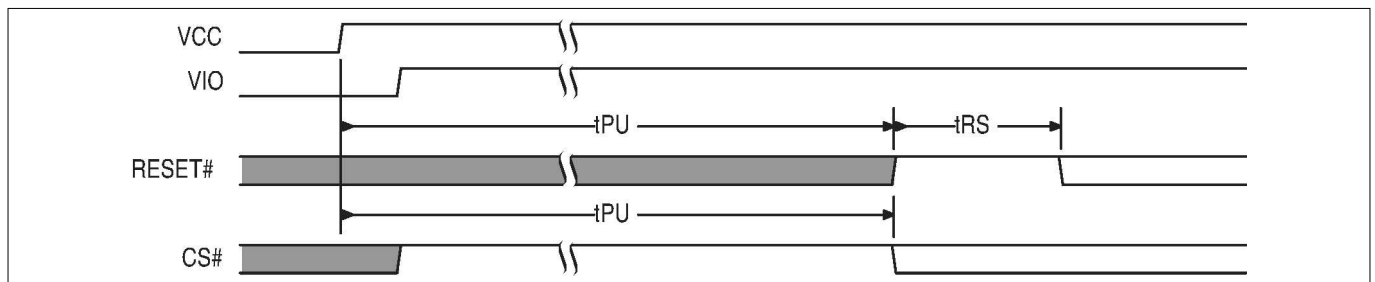 VCC
VIO
tPU
tRS
RESET#
tPU
CS#